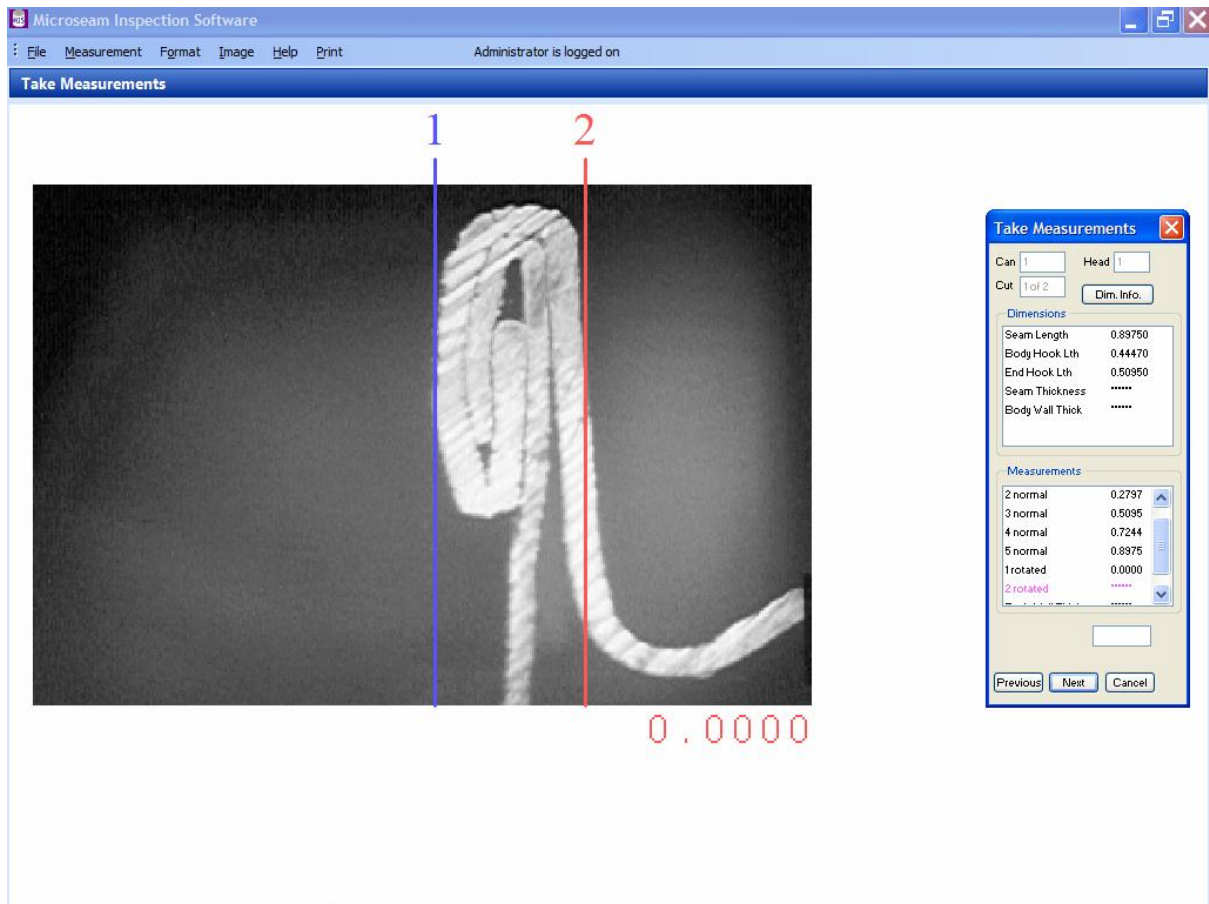 Microseam Inspection Software
File Measurement Format Image Help Print Administrator is logged on
Take Measurements
1 2
0.0000
Take Measurements
Can 1 Head 1
Cut 1 of 2 Dim. Info.
Dimensions
Seam Length 0.89750
Body Hook Lth 0.44470
End Hook Lth 0.50950
Seam Thickness ••••••
Body Wall Thick ••••••
Measurements
2 normal 0.2797
3 normal 0.5095
4 normal 0.7244
5 normal 0.8975
1 rotated 0.0000
2 rotated ••••••
Previous Next Cancel